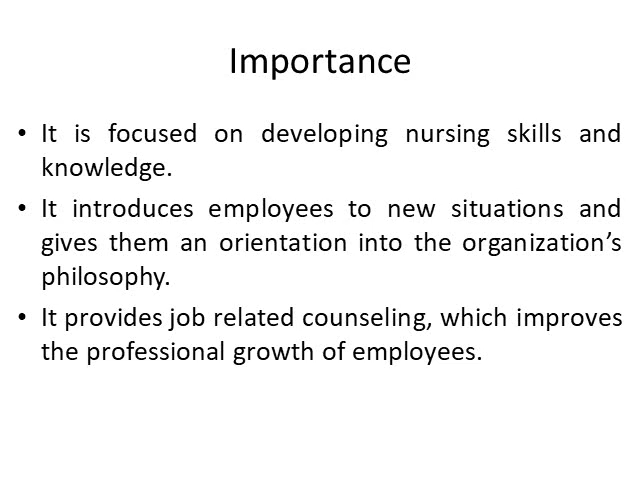 Importance
• It is focused on developing nursing skills and
knowledge.
• It introduces employees to new situations and
gives them an orientation into the organization’s
philosophy.
• It provides job related counseling, which improves
the professional growth of employees.